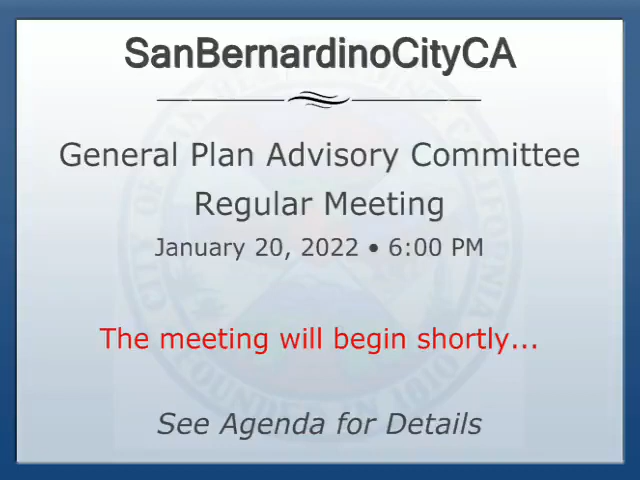 SanBernardinoCityCA
General Plan Advisory Committee
Regular Meeting
January 20, 2022 • 6:00 PM
The meeting will begin shortly...
See Agenda for Details